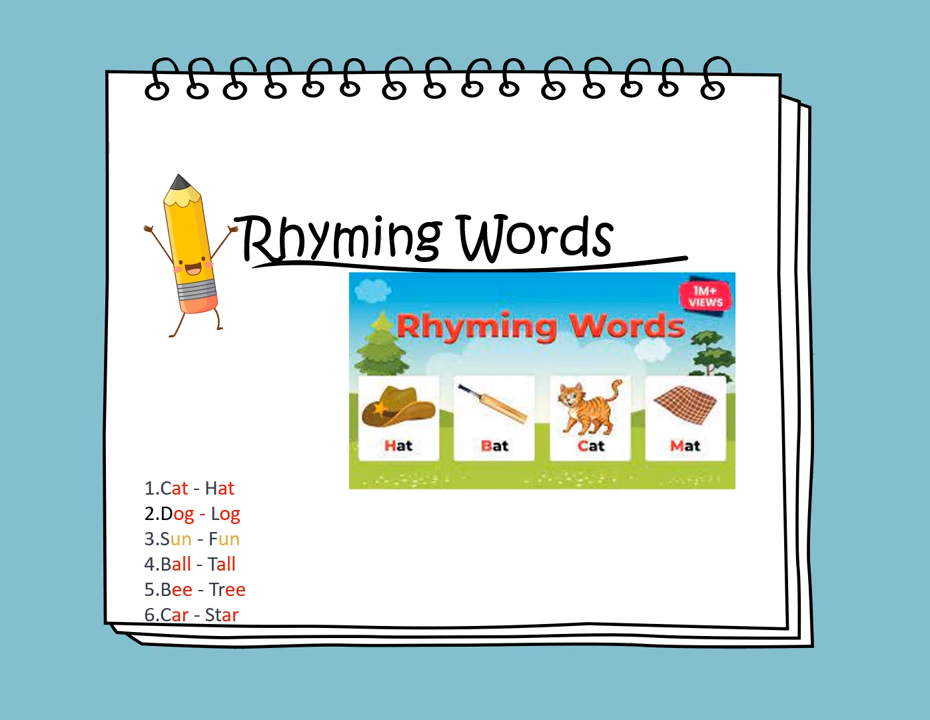 Rhyming Words
1M+
VIEWS
Rhyming Words
Hat Bat Cat Mat
1.Cat - Hat
2.Dog - Log
3.Sun - Fun
4.Ball - Tall
5.Bee - Tree
6.Car - Star